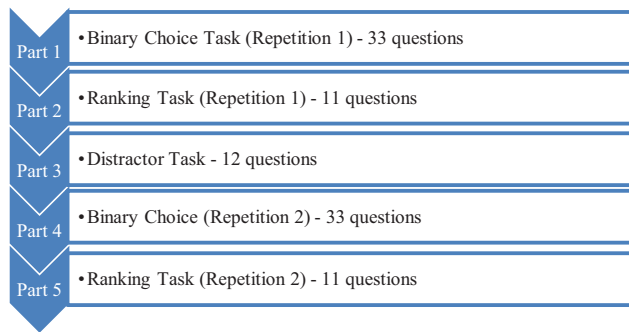 Part 1
•Binary Choice Task (Repetition 1) - 33 questions
Part 2
•Ranking Task (Repetition 1) - 11 questions
Part 3
•Distractor Task - 12 questions
Part 4
•Binary Choice (Repetition 2) - 33 questions
Part 5
•Ranking Task (Repetition 2) - 11 questions